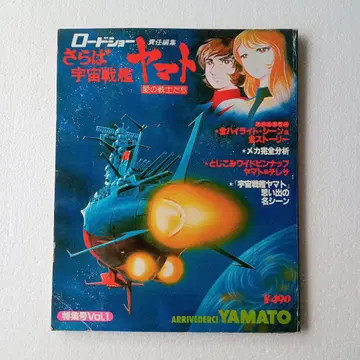 ロードショー
責任編集
さらば
宇宙戦艦
ヤマト
愛の戦士たち
★全ハイライト・シーン&
全ストーリー
★メカ完全分析
★とじこみワイドピンナップ
ヤマト&テレサ
★「宇宙戦艦ヤマト」
思い出の
名シーン
¥490
特集号Vol.1
ARRIVEDERCI YAMATO